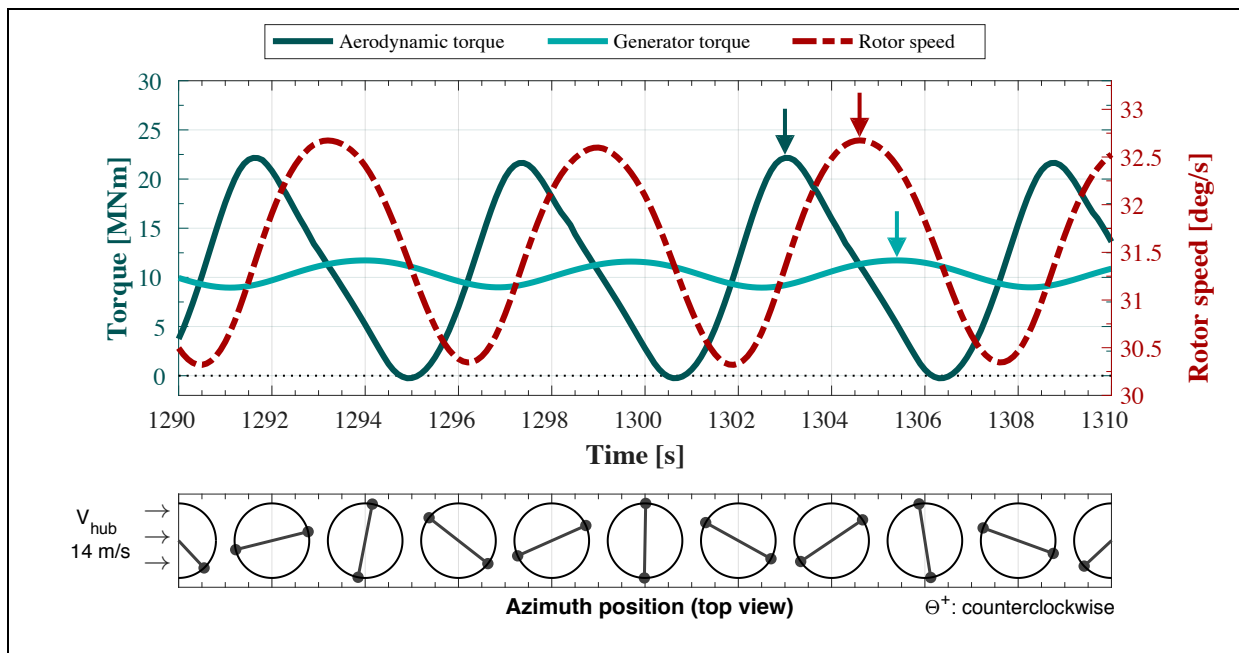 Aerodynamic torque Generator torque Rotor speed
Torque [MNm]
30
25
20
15
10
5
0
33
32.5
32
31.5
31
30.5
30
Rotor speed [deg/s]
1290 1292 1294 1296 1298 1300 1302 1304 1306 1308 1310
Time [s]
V_hub
14 m/s
Azimuth position (top view) Θ⁺: counterclockwise